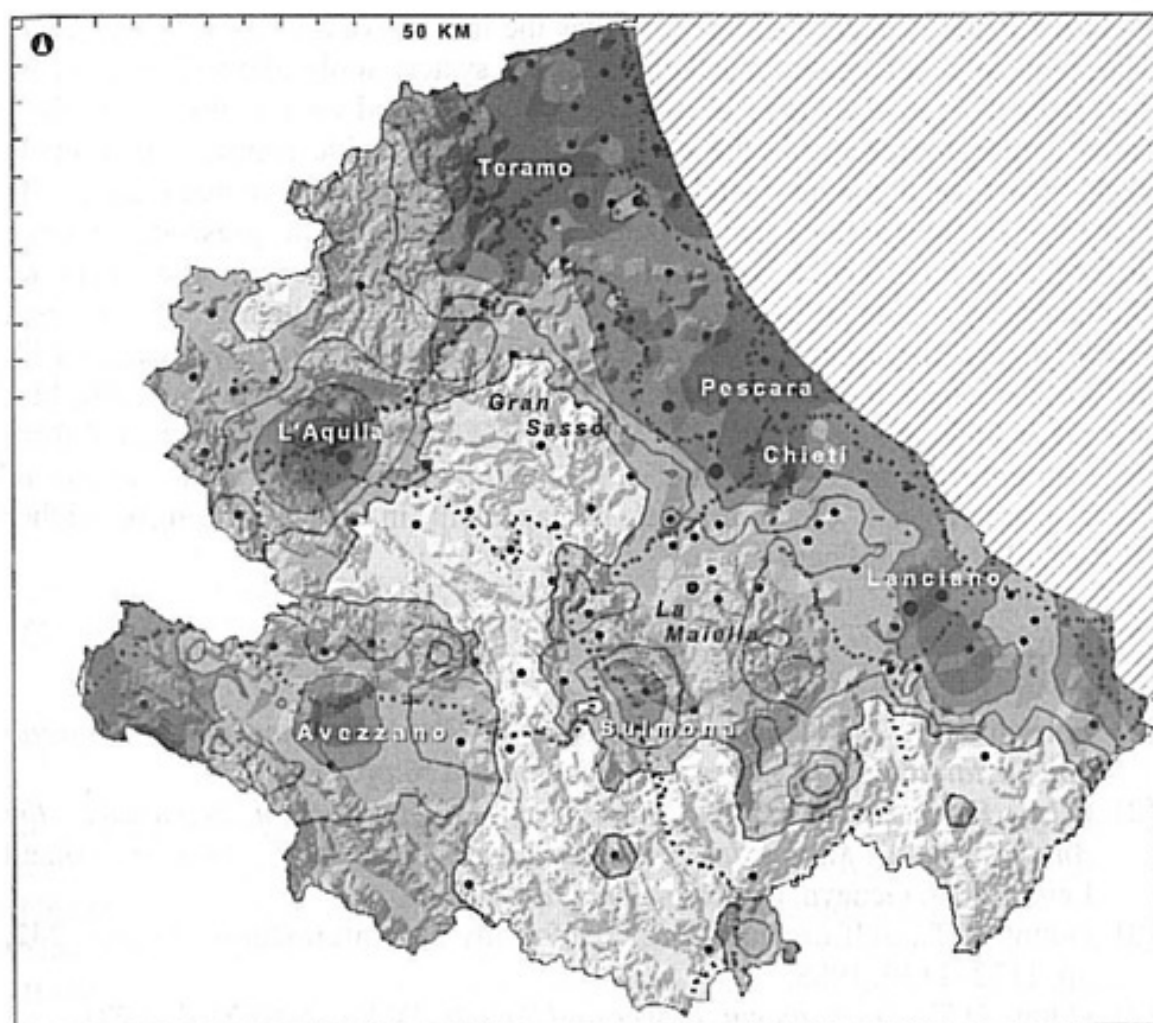 50 KM
Teramo
Pescara
Gran
Sasso
L'Aquila
Chieti
Lanciano
La
Maiella
Avezzano
Sulmona